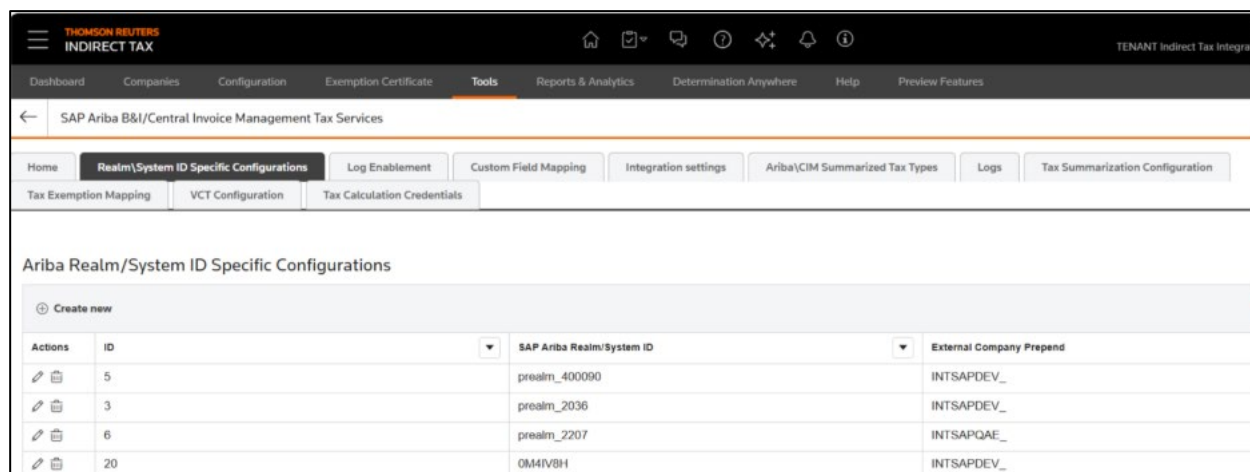 THOMSON REUTERS
INDIRECT TAX
TENANT Indirect Tax Integra
Dashboard Companies Configuration Exemption Certificate Tools Reports & Analytics Determination Anywhere Help Preview Features
SAP Ariba B&I/Central Invoice Management Tax Services
Home Realm\System ID Specific Configurations Log Enablement Custom Field Mapping Integration settings Ariba\CIM Summarized Tax Types Logs Tax Summarization Configuration
Tax Exemption Mapping VCT Configuration Tax Calculation Credentials
Ariba Realm/System ID Specific Configurations
Create new
Actions ID SAP Ariba Realm/System ID External Company Prepend
5 prealm_400090 INTSAPDEV_
3 prealm_2036 INTSAPDEV_
6 prealm_2207 INTSAPQAE_
20 0M4IV8H INTSAPDEV_